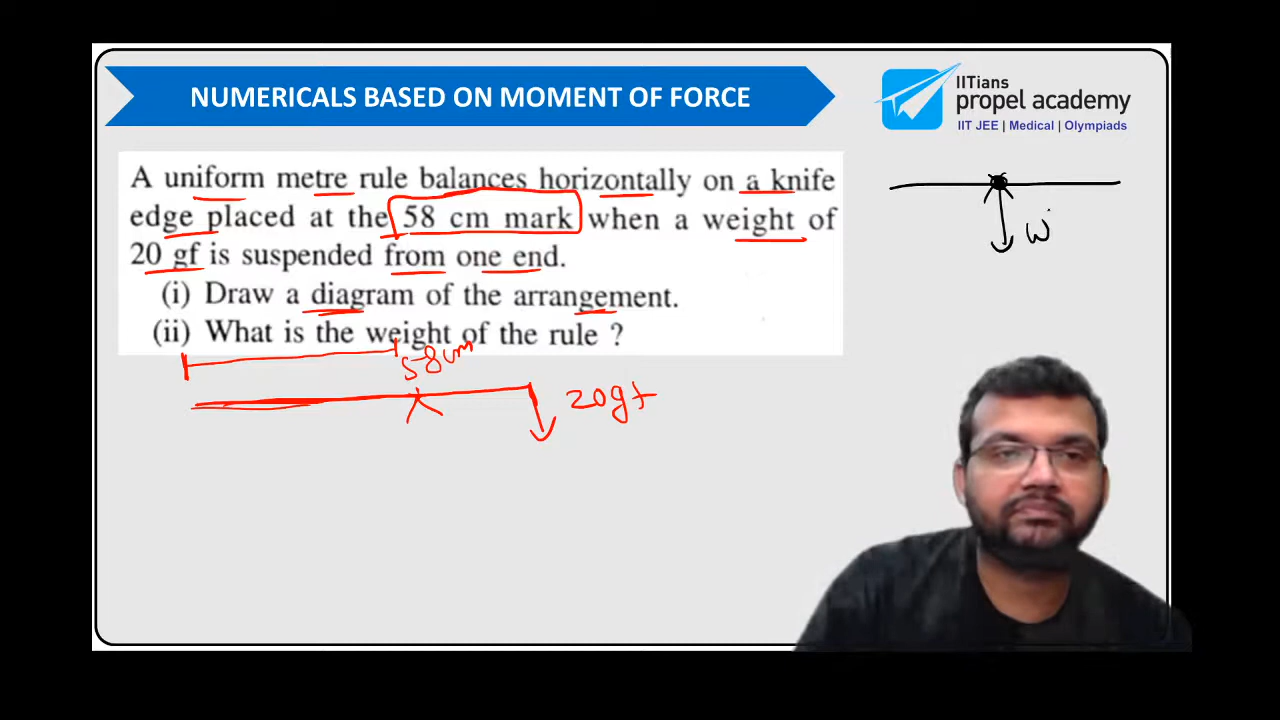 NUMERICALS BASED ON MOMENT OF FORCE
IITians
propel academy
IIT JEE | Medical | Olympiads
A uniform metre rule balances horizontally on a knife
edge placed at the 58 cm mark when a weight of
20 gf is suspended from one end.
(i) Draw a diagram of the arrangement.
(ii) What is the weight of the rule ?
W
58cm
20gf